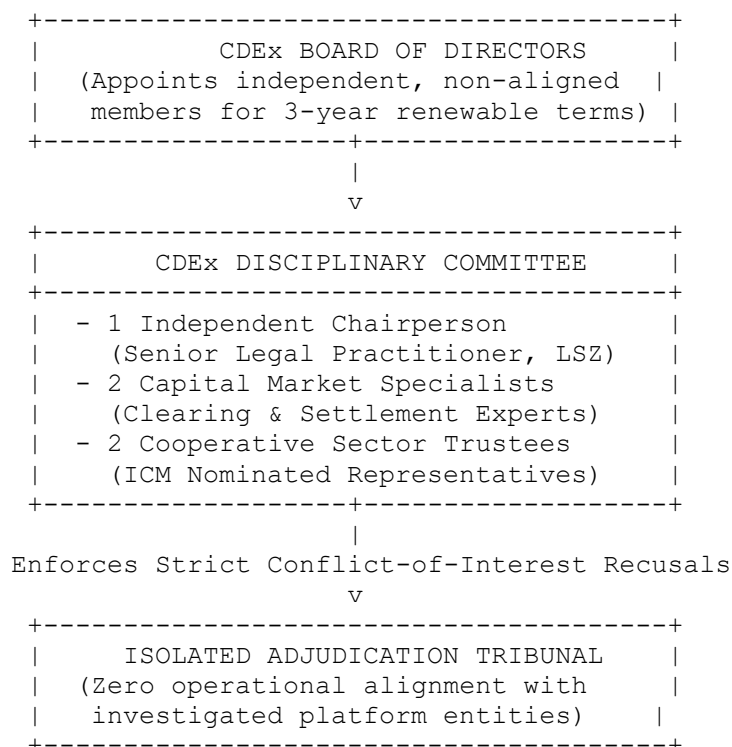 CDEx BOARD OF DIRECTORS
(Appoints independent, non-aligned
members for 3-year renewable terms)
v
CDEx DISCIPLINARY COMMITTEE
- 1 Independent Chairperson
(Senior Legal Practitioner, LSZ)
- 2 Capital Market Specialists
(Clearing & Settlement Experts)
- 2 Cooperative Sector Trustees
(ICM Nominated Representatives)
Enforces Strict Conflict-of-Interest Recusals
v
ISOLATED ADJUDICATION TRIBUNAL
(Zero operational alignment with
investigated platform entities)